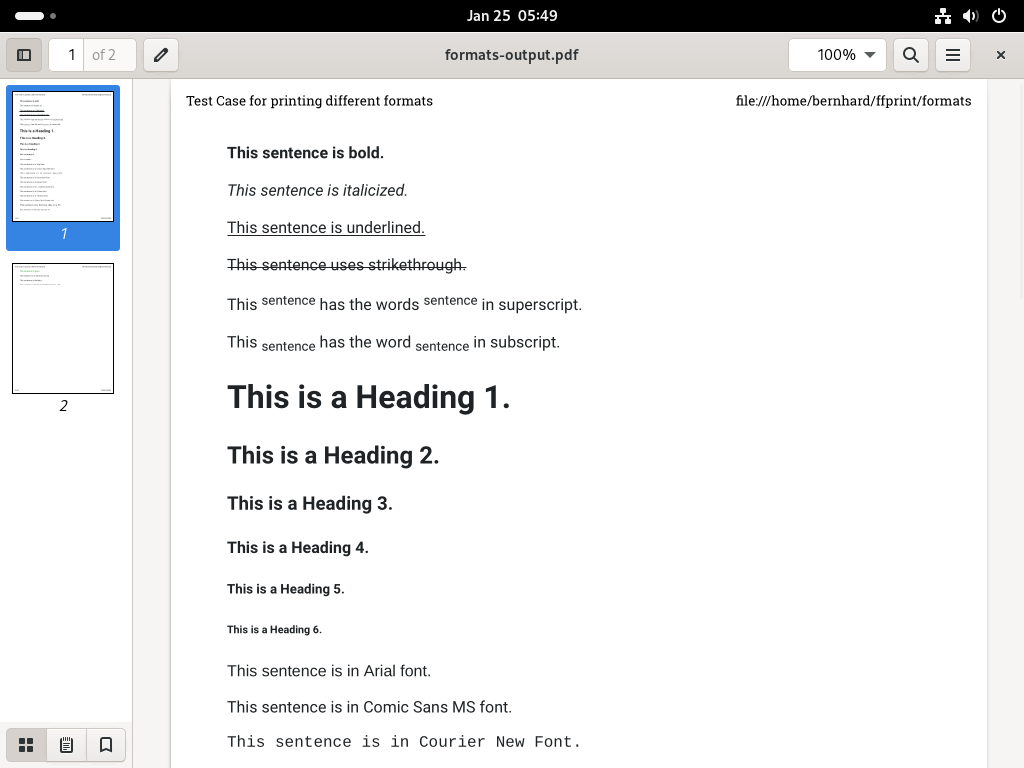 Jan 25 05:49
1 of 2
formats-output.pdf
100%
1
2
Test Case for printing different formats
file:///home/bernhard/ffprint/formats
This sentence is bold.
This sentence is italicized.
This sentence is underlined.
This sentence uses strikethrough.
This sentence has the words sentence in superscript.
This sentence has the word sentence in subscript.
This is a Heading 1.
This is a Heading 2.
This is a Heading 3.
This is a Heading 4.
This is a Heading 5.
This is a Heading 6.
This sentence is in Arial font.
This sentence is in Comic Sans MS font.
This sentence is in Courier New Font.